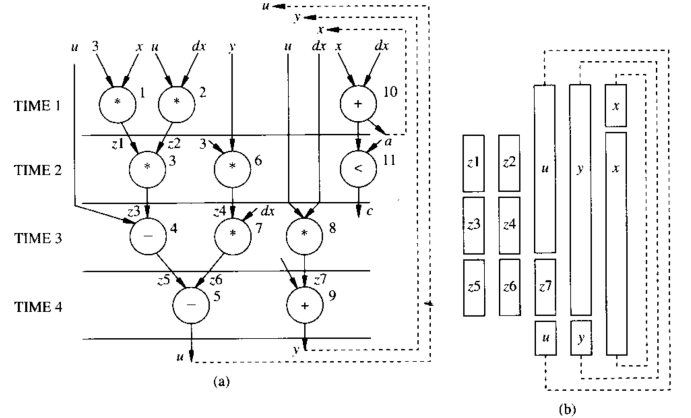 u
y
x
u 3 x u dx y u dx x dx
TIME 1 * 1 * 2 + 10
z1 z2 3 a
TIME 2 * 3 * 6 < 11
z3 z4 dx c
TIME 3 − 4 * 7 * 8
z5 z6 z7
TIME 4 − 5 + 9
u y
(a)
x
z1 z2 u y x
z3 z4
z5 z6 z7
u y
(b)